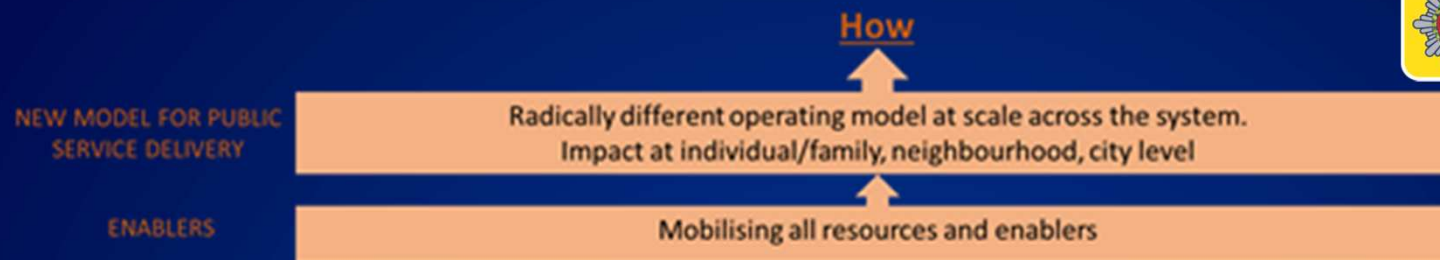 How
NEW MODEL FOR PUBLIC
SERVICE DELIVERY
Radically different operating model at scale across the system.
Impact at individual/family, neighbourhood, city level
ENABLERS
Mobilising all resources and enablers